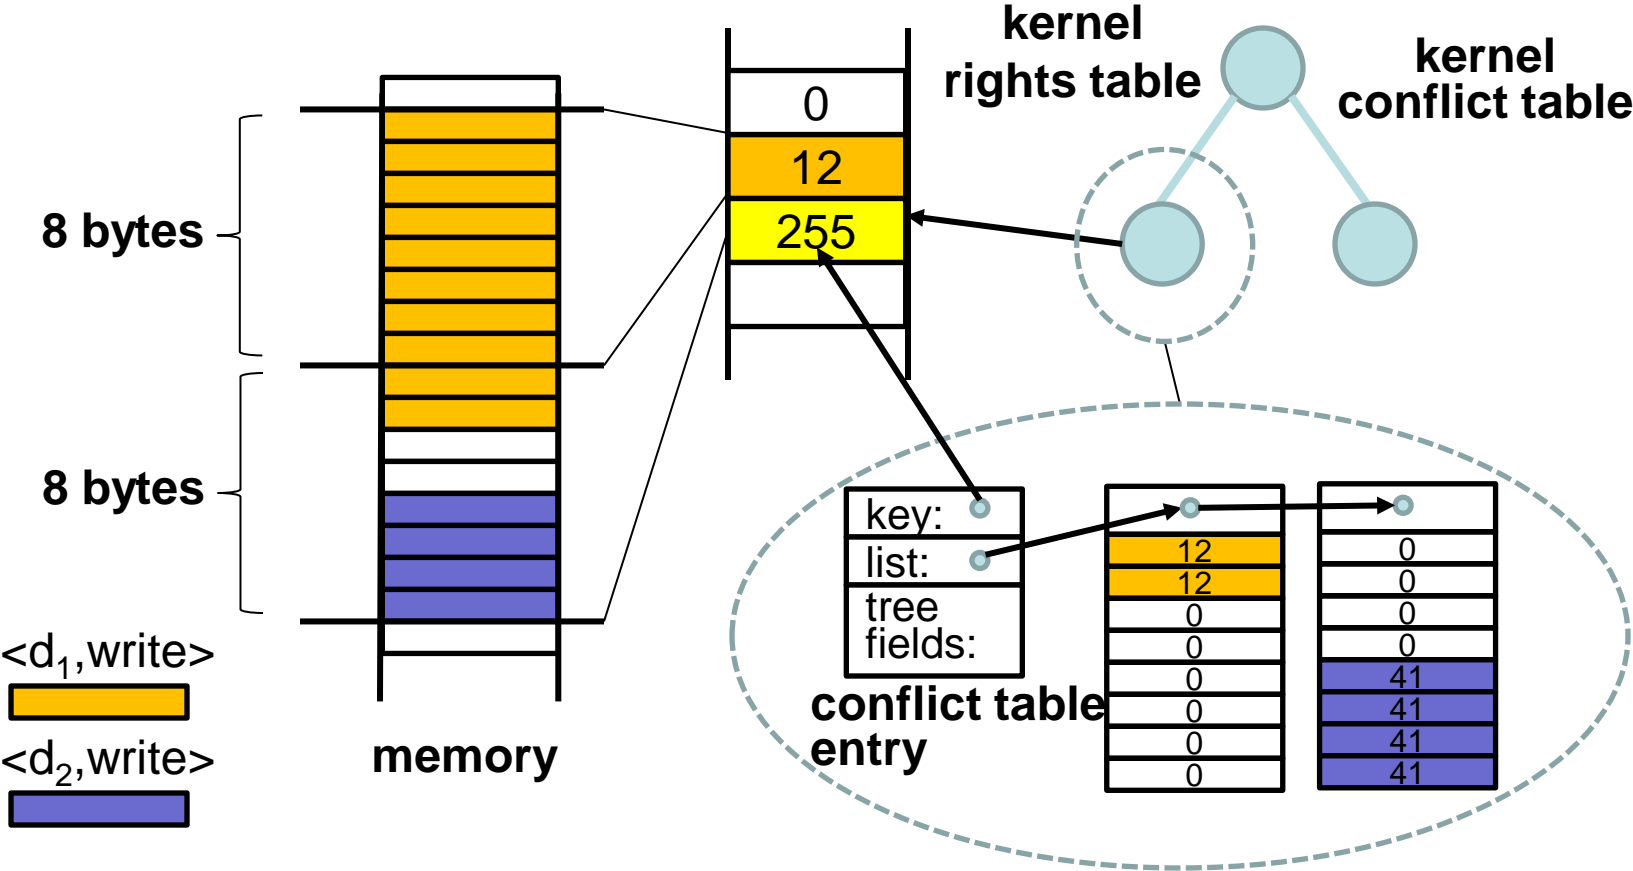 kernel
rights table
kernel
conflict table
0
12
255
8 bytes
8 bytes
<d1,write>
<d2,write>
memory
key:
list:
tree
fields:
conflict table
entry
12
12
0
0
0
0
0
0
0
0
0
0
41
41
41
41